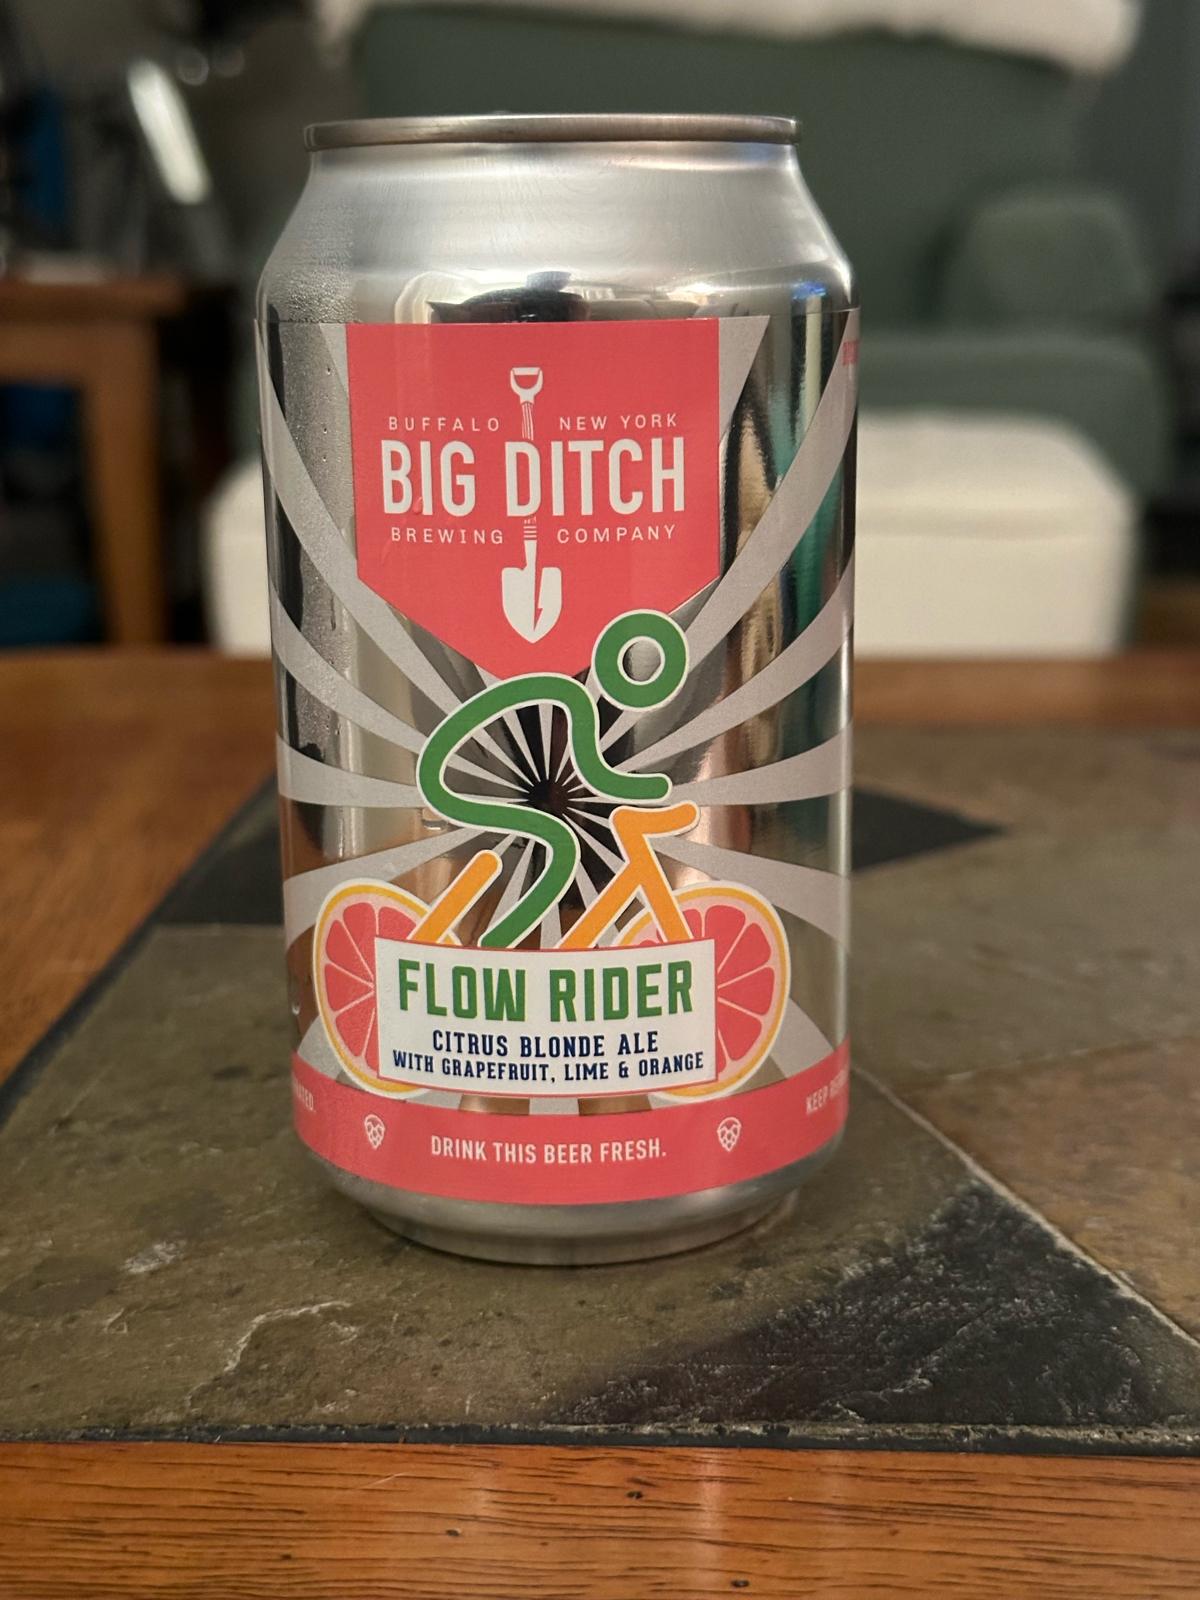 BUFFALO NEW YORK
BIG DITCH
BREWING COMPANY
FLOW RIDER
CITRUS BLONDE ALE
WITH GRAPEFRUIT, LIME & ORANGE
KEEP
DRINK THIS BEER FRESH.